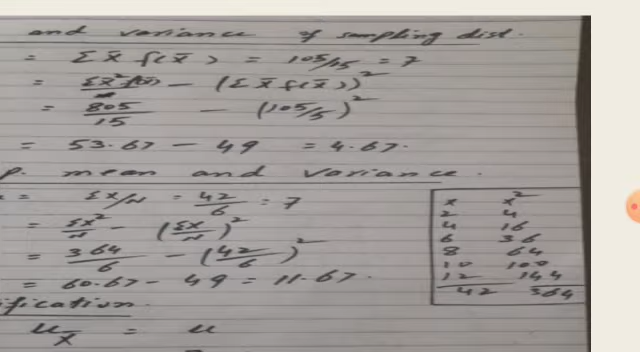 and variance of sampling dist.
= Σ x̄ f(x̄) = 105/15 = 7
= Σx̄² f(x̄) - (Σ x̄ f(x̄))²
= 805/15 - (105/5)²
= 53.67 - 49 = 4.67.
p. mean and variance.
= Σx/N = 42/6 = 7
= Σx²/N - (Σx/N)²
= 364/6 - (42/6)²
= 60.67 - 49 = 11.67.
x x²
2 4
4 16
6 36
8 64
10 100
12 144
42 364
ification.
μx̄ = μ